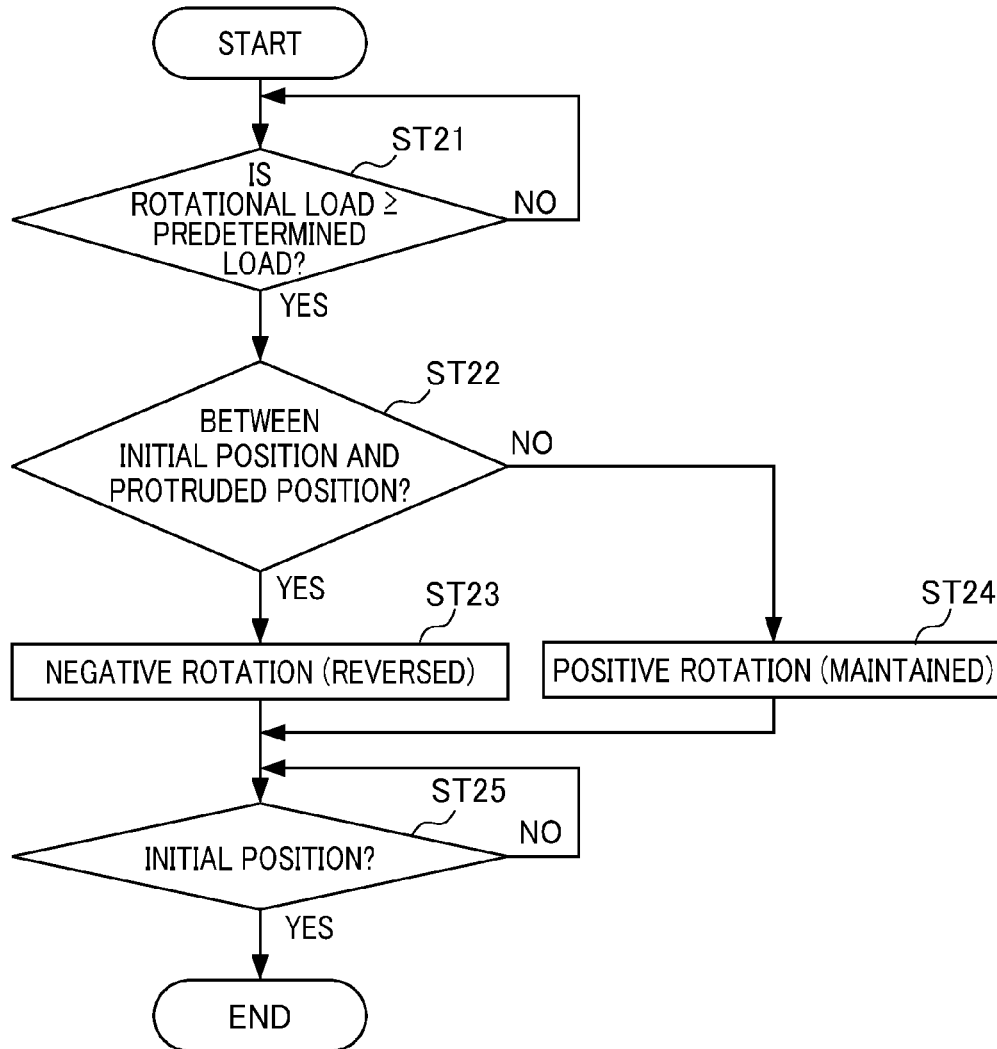 START
ST21
IS
ROTATIONAL LOAD ≥
PREDETERMINED
LOAD?
NO
YES
ST22
BETWEEN
INITIAL POSITION AND
PROTRUDED POSITION?
NO
YES
ST23
NEGATIVE ROTATION (REVERSED)
ST24
POSITIVE ROTATION (MAINTAINED)
ST25
INITIAL POSITION?
NO
YES
END